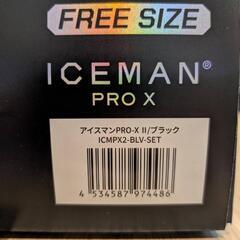 FREE SIZE
ICEMAN®
PRO X
アイスマンPRO-X II/ブラック
ICMPX2-BLV-SET
4 534587 974486